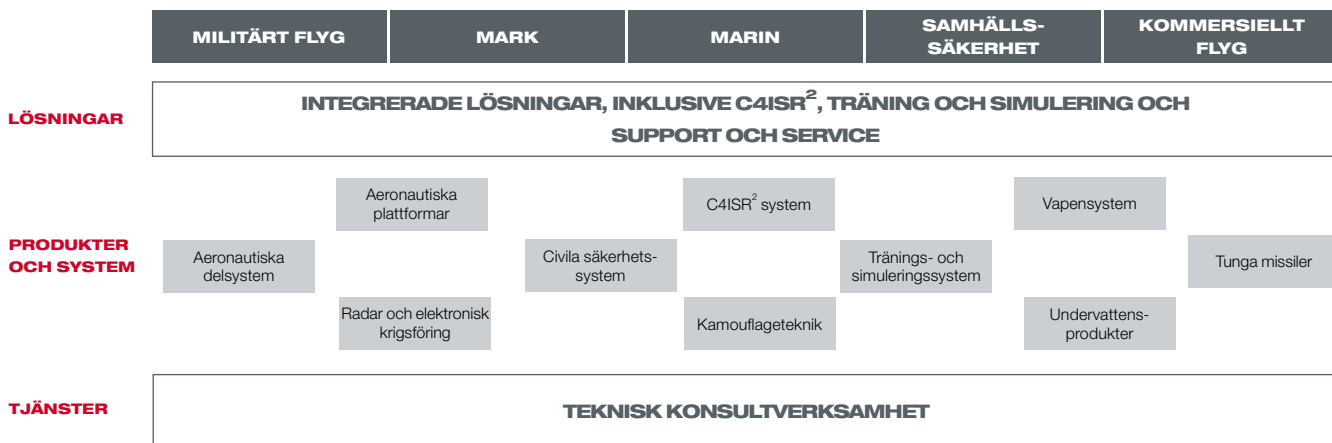 MILITÄRT FLYG
MARK
MARIN
SAMHÄLLS-
SÄKERHET
KOMMERSIELLT
FLYG
LÖSNINGAR
INTEGRERADE LÖSNINGAR, INKLUSIVE C4ISR², TRÄNING OCH SIMULERING OCH
SUPPORT OCH SERVICE
PRODUKTER
OCH SYSTEM
Aeronautiska
plattformar
C4ISR² system
Vapensystem
Aeronautiska
delsystem
Civila säkerhets-
system
Tränings- och
simuleringssystem
Tunga missiler
Radar och elektronisk
krigsföring
Kamouflageteknik
Undervattens-
produkter
TJÄNSTER
TEKNISK KONSULTVERKSAMHET